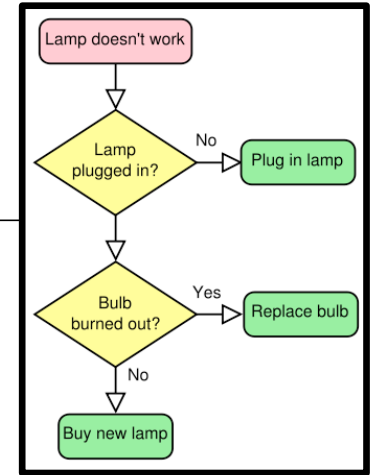 Lamp doesn't work
Lamp
plugged in?
No
Plug in lamp
Bulb
burned out?
Yes
Replace bulb
No
Buy new lamp